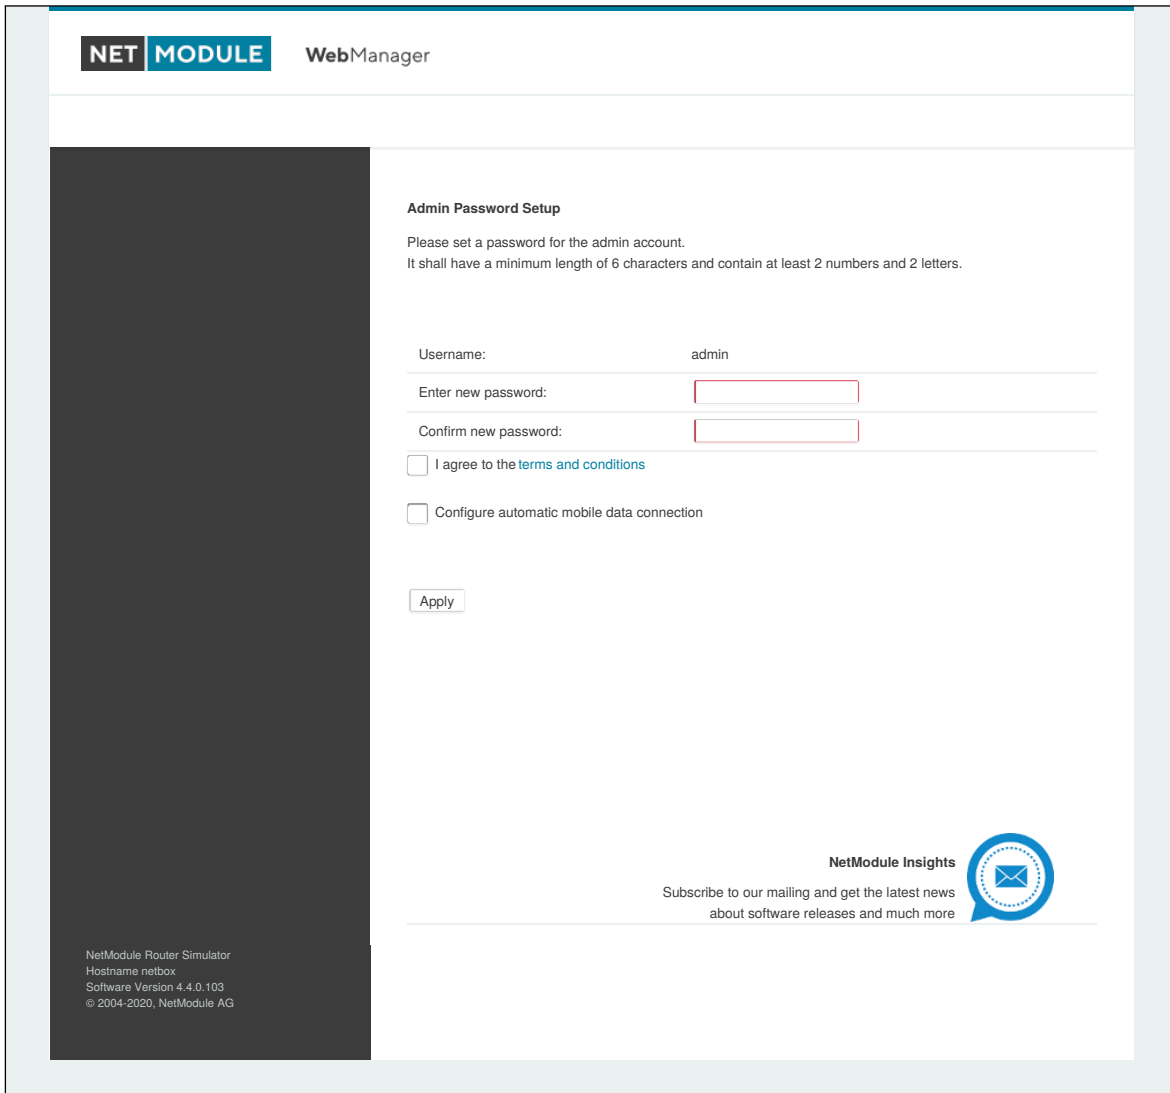 NET MODULE WebManager
Admin Password Setup
Please set a password for the admin account.
It shall have a minimum length of 6 characters and contain at least 2 numbers and 2 letters.
Username: admin
Enter new password:
Confirm new password:
I agree to the terms and conditions
Configure automatic mobile data connection
Apply
NetModule Insights
Subscribe to our mailing and get the latest news
about software releases and much more
NetModule Router Simulator
Hostname netbox
Software Version 4.4.0.103
© 2004-2020, NetModule AG